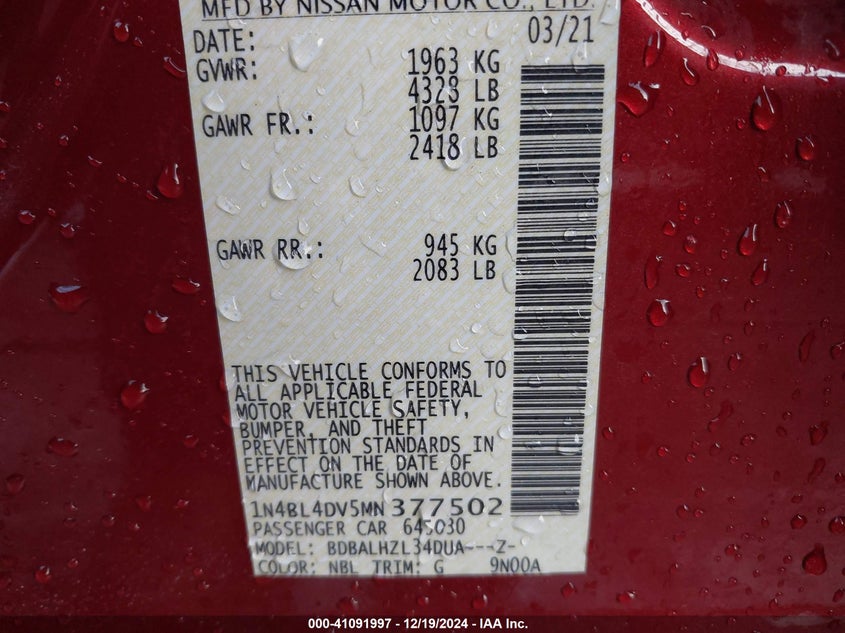 MFD BY NISSAN MOTOR CO., LTD.
DATE: 03/21
GVWR: 1963 KG
4328 LB
GAWR FR.: 1097 KG
2418 LB
GAWR RR.: 945 KG
2083 LB
THIS VEHICLE CONFORMS TO
ALL APPLICABLE FEDERAL
MOTOR VEHICLE SAFETY,
BUMPER, AND THEFT
PREVENTION STANDARDS IN
EFFECT ON THE DATE OF
MANUFACTURE SHOWN ABOVE.
1N4BL4DV5MN377502
PASSENGER CAR 645030
MODEL: BDBALHZL34DUA---Z-
COLOR: NBL TRIM: G 9N00A
000-41091997 - 12/19/2024 - IAA Inc.